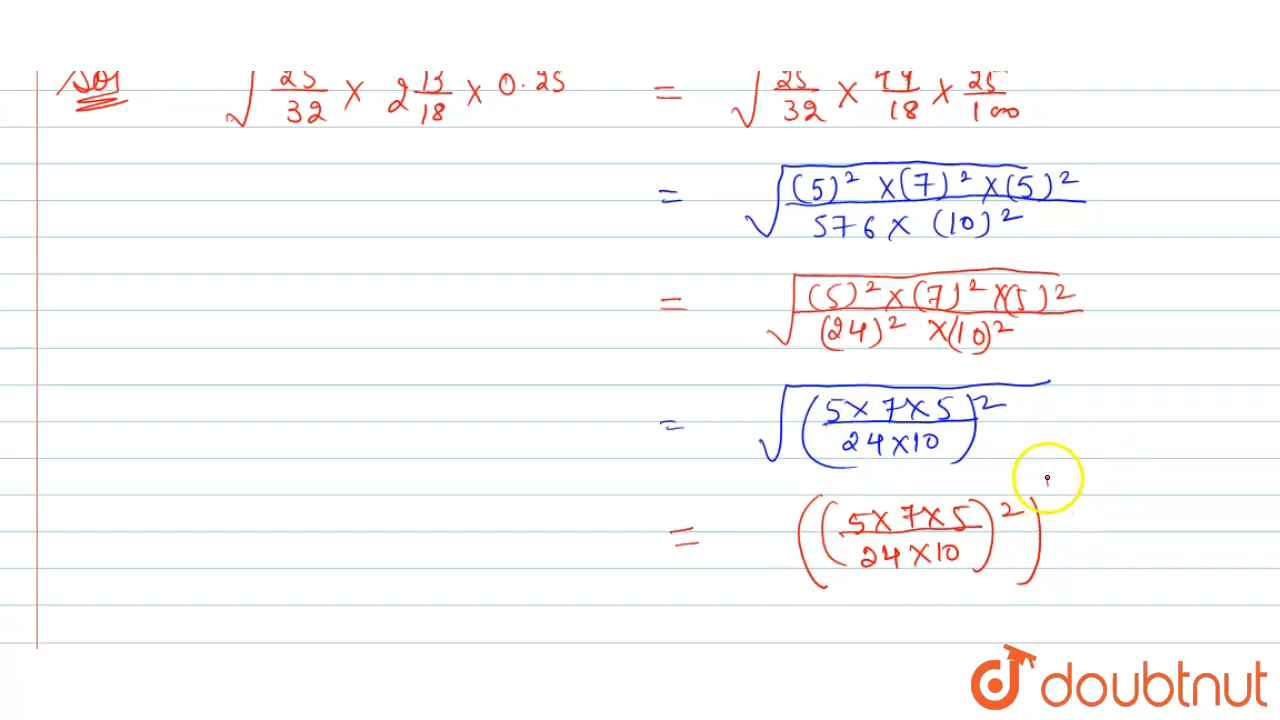 Sol √(25/32 × 2 13/18 × 0.25) = √(25/32 × 49/18 × 25/100)
= √((5)² × (7)² × (5)² / 576 × (10)²)
= √((5)² × (7)² × (5)² / (24)² × (10)²)
= √(5 × 7 × 5 / 24 × 10)²
= ((5 × 7 × 5 / 24 × 10)²)
doubtnut